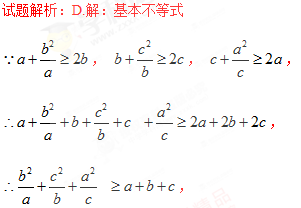 试题解析：D.解：基本不等式
∵a+b²/a≥2b， b+c²/b≥2c， c+a²/c≥2a，
∴a+b²/a+b+c²/b+c +a²/c≥2a+2b+2c，
∴b²/a+c²/b+a²/c ≥a+b+c，